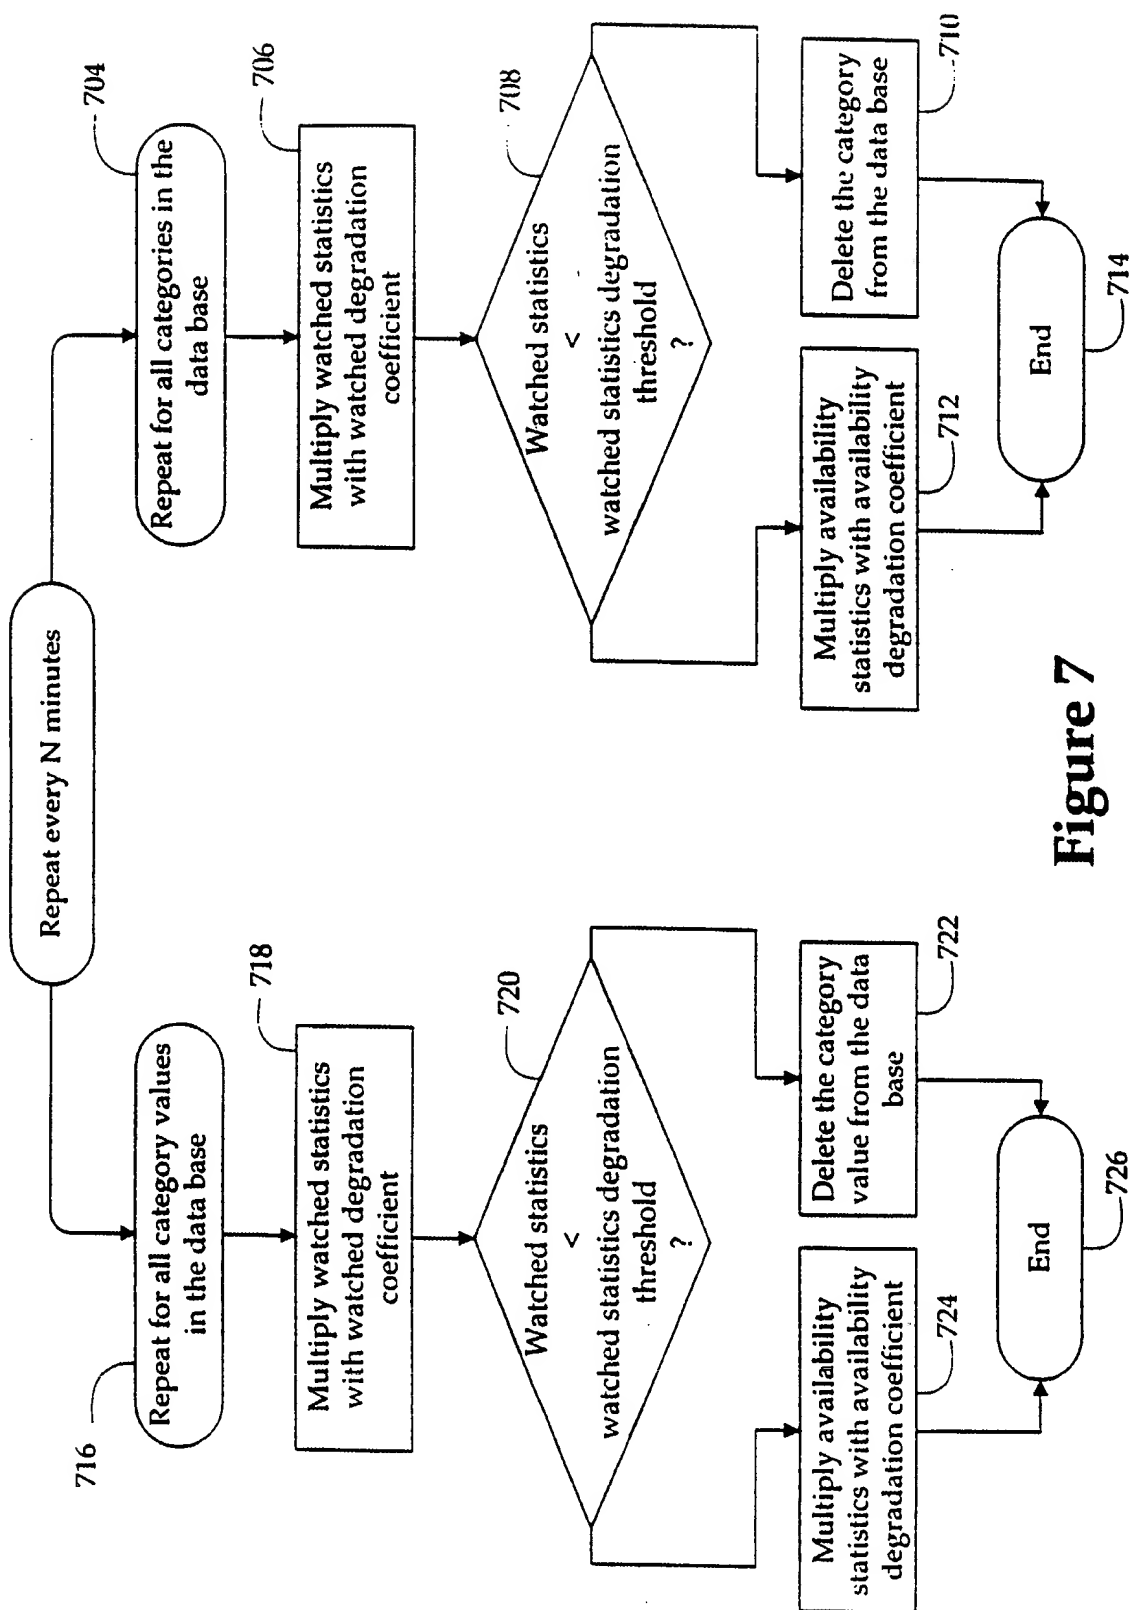 Repeat every N minutes
716
Repeat for all category values
in the data base
718
Multiply watched statistics
with watched degradation
coefficient
720
Watched statistics
<
watched statistics degradation
threshold
?
Multiply availability
statistics with availability
degradation coefficient
724
Delete the category
value from the data
base
722
End
726
704
Repeat for all categories in the
data base
706
Multiply watched statistics
with watched degradation
coefficient
708
Watched statistics
<
watched statistics degradation
threshold
?
Multiply availability
statistics with availability
degradation coefficient
712
Delete the category
from the data base
710
End
714
Figure 7